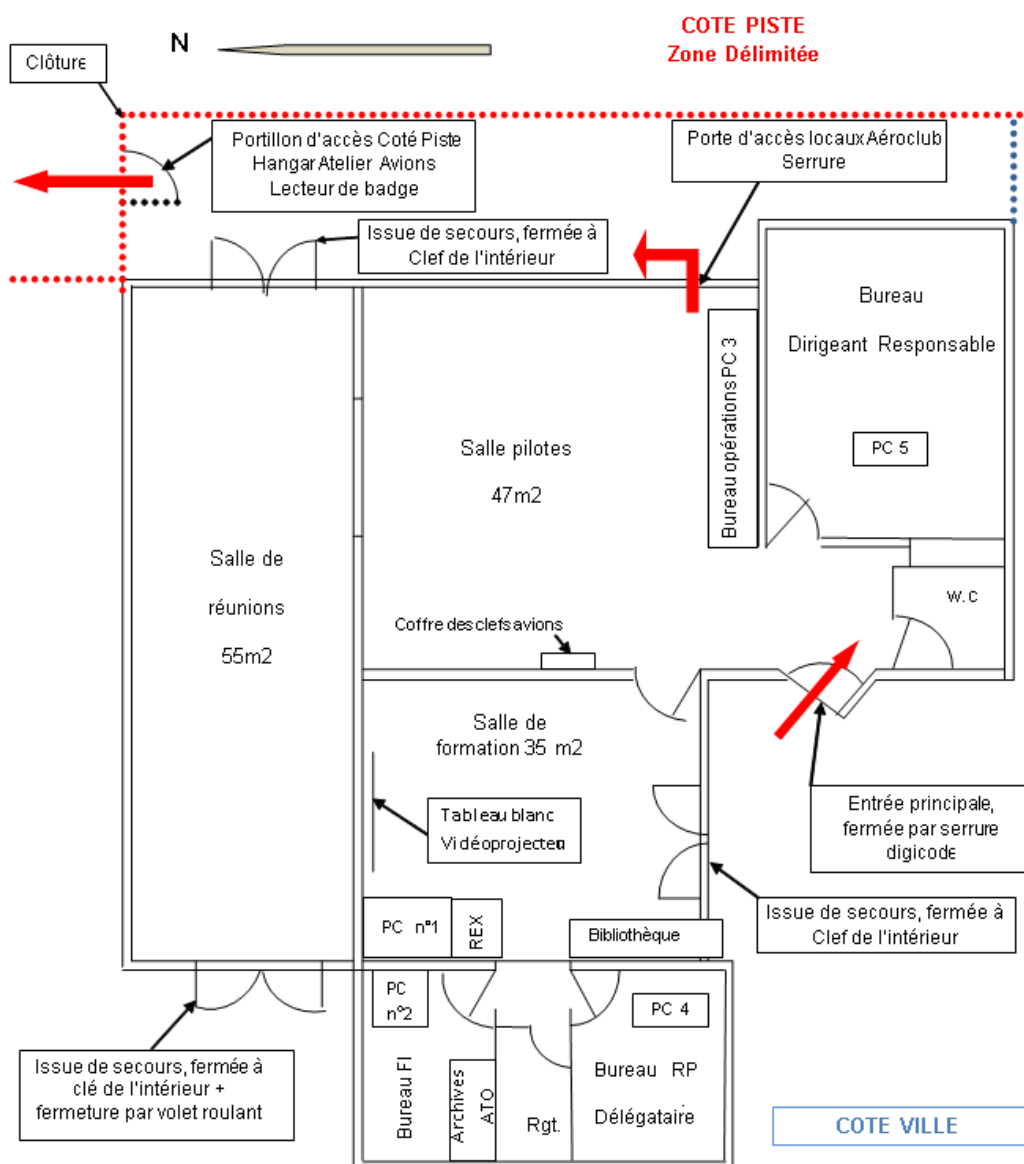 COTE PISTE
Zone Délimitée
N
Clôture
Portillon d'accès Coté Piste
Hangar Atelier Avions
Lecteur de badge
Porte d'accès locaux Aéroclub
Serrure
Issue de secours, fermée à
Clef de l'intérieur
Bureau
Dirigeant Responsable
PC 5
Bureau opérations PC 3
Salle pilotes
47m2
Salle de
réunions
55m2
w.c
Coffre des clefs avions
Salle de
formation 35 m2
Tableau blanc
Vidéoprojecteu
Entrée principale,
fermée par serrure
digicode
PC n°1
REX
Bibliothèque
Issue de secours, fermée à
Clef de l'intérieur
PC
n°2
PC 4
Issue de secours, fermée à
clé de l'intérieur +
fermeture par volet roulant
Bureau FI
Archives
ATO
Rgt.
Bureau RP
Délégataire
COTE VILLE